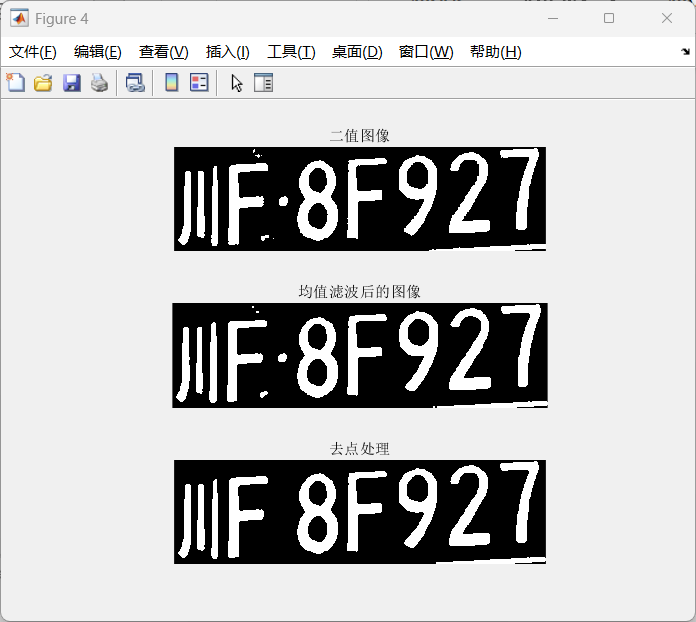 Figure 4
文件(F) 编辑(E) 查看(V) 插入(I) 工具(T) 桌面(D) 窗口(W) 帮助(H)
二值图像
川F·8F927
均值滤波后的图像
川F·8F927
去点处理
川F 8F927